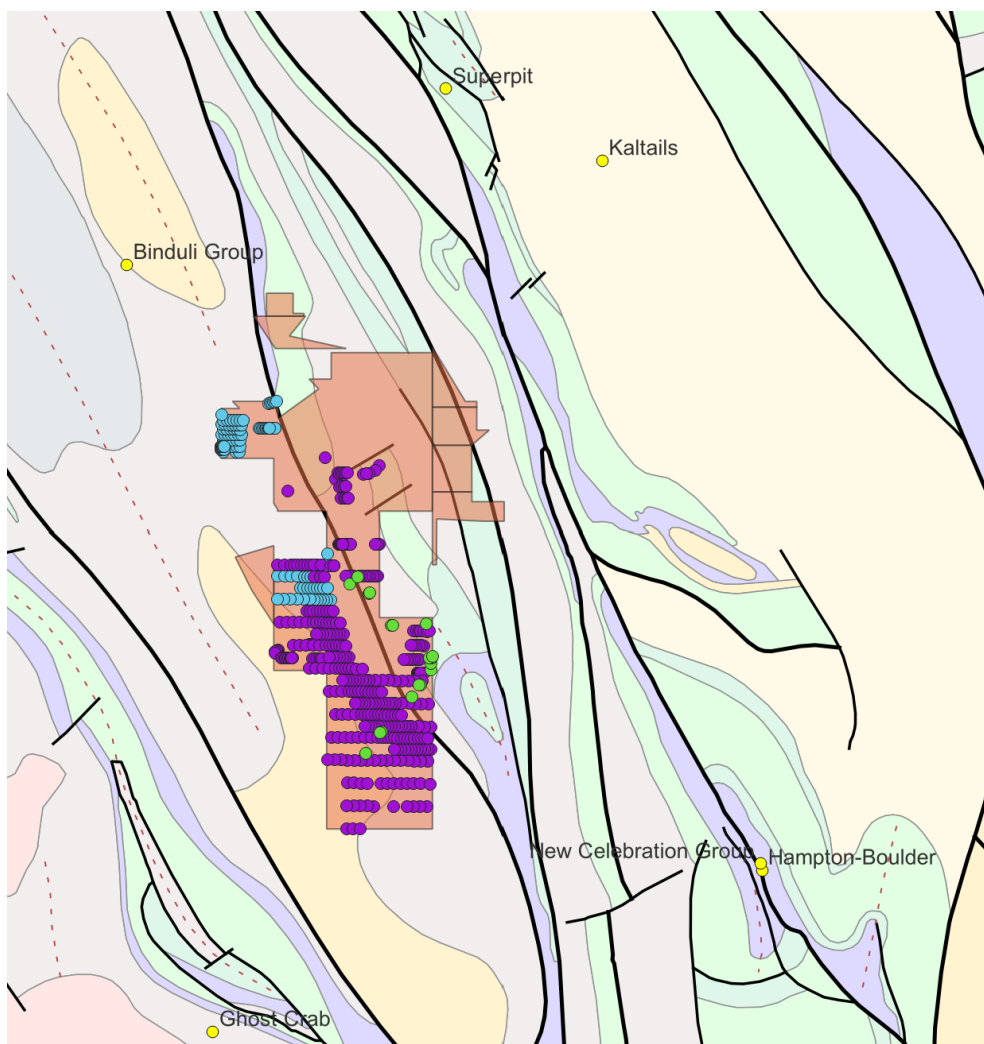 Superpit
Kaltails
Binduli Group
New Celebration Group
Hampton-Boulder
Ghost Crab